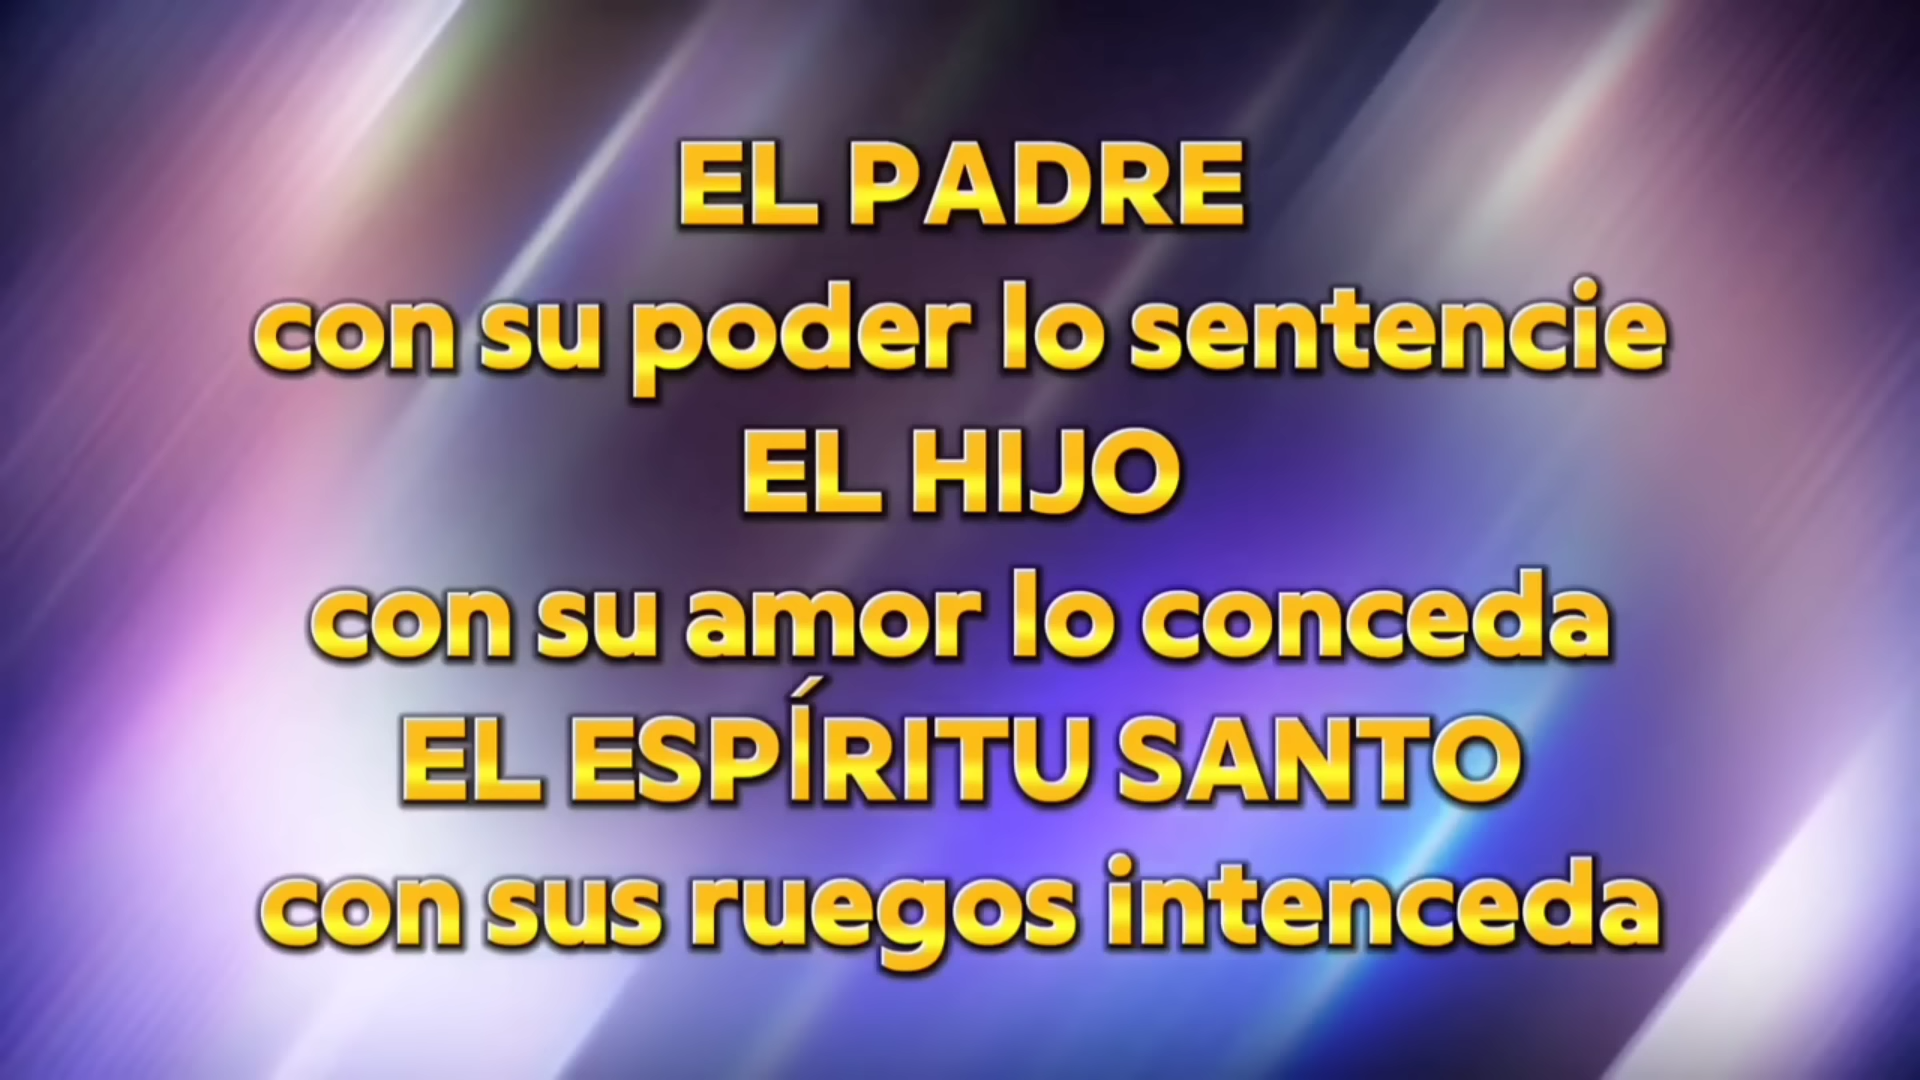 EL PADRE
con su poder lo sentencie
EL HIJO
con su amor lo conceda
EL ESPÍRITU SANTO
con sus ruegos intenceda